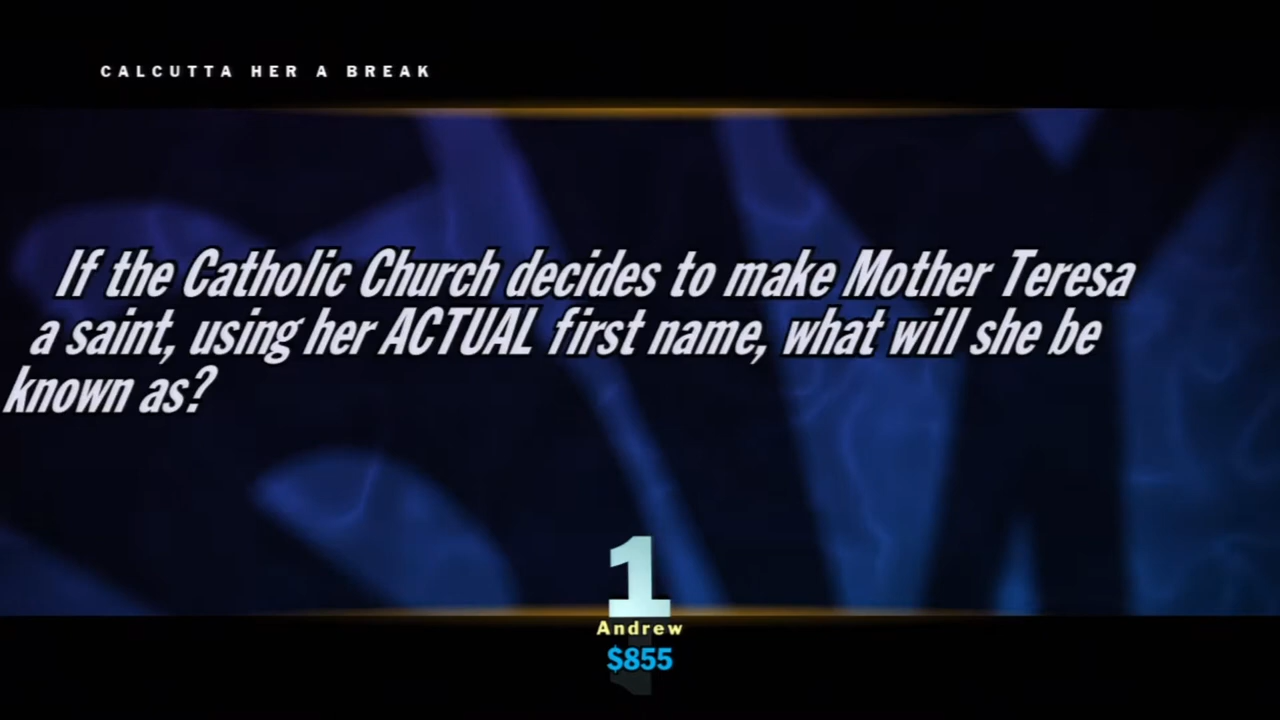 CALCUTTA HER A BREAK
If the Catholic Church decides to make Mother Teresa
a saint, using her ACTUAL first name, what will she be
known as?
1
Andrew
$855